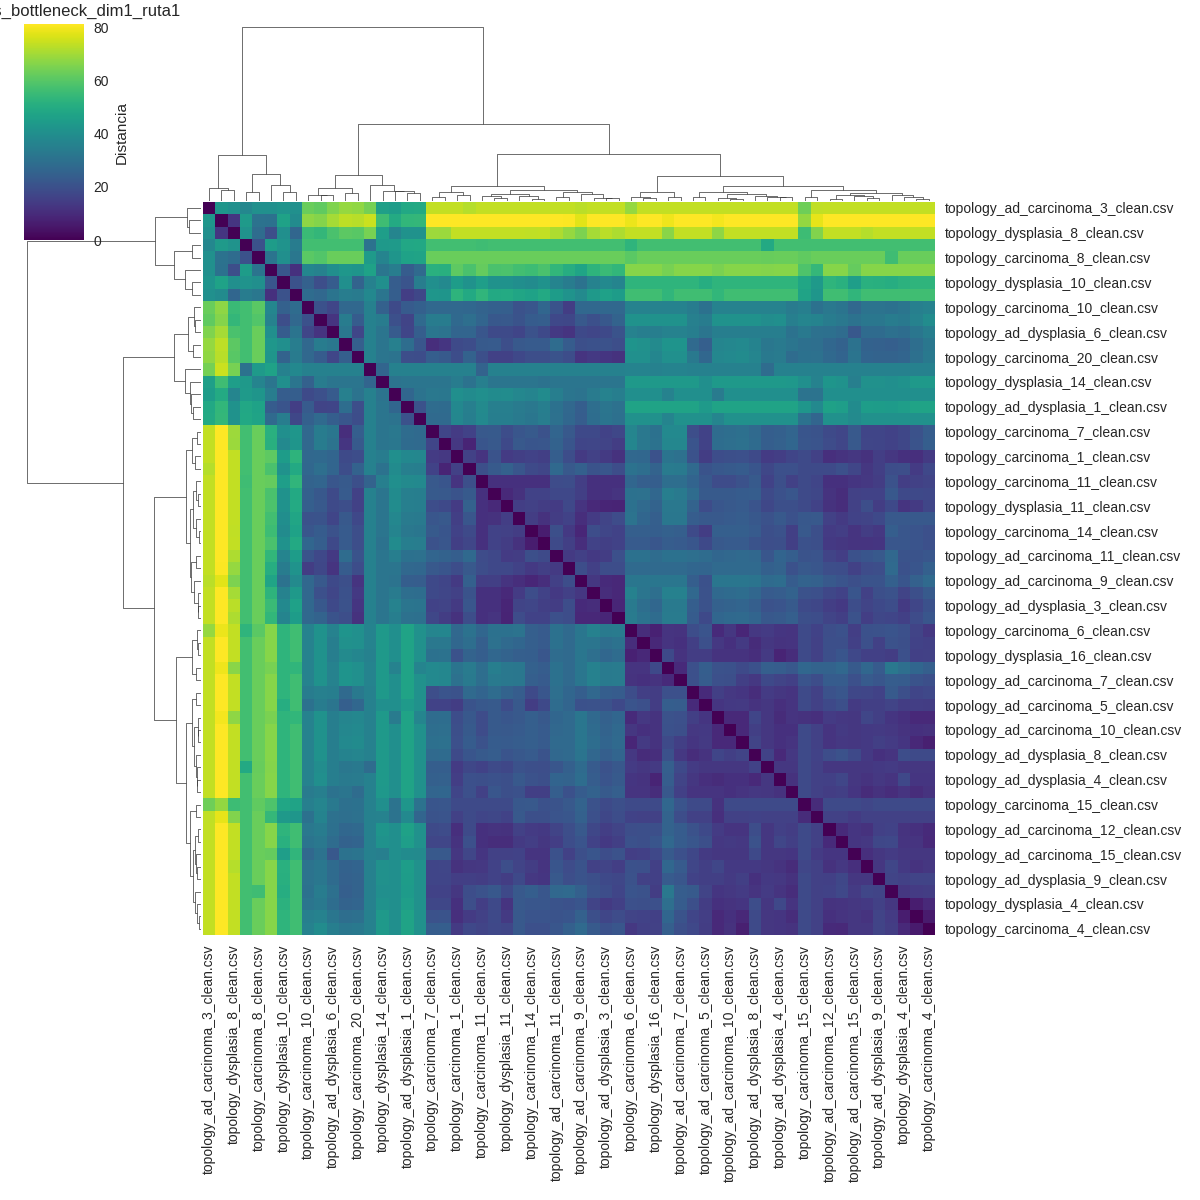 s_bottleneck_dim1_ruta1
80
60
40
20
0
Distancia
topology_ad_carcinoma_3_clean.csv
topology_dysplasia_8_clean.csv
topology_carcinoma_8_clean.csv
topology_dysplasia_10_clean.csv
topology_carcinoma_10_clean.csv
topology_ad_dysplasia_6_clean.csv
topology_carcinoma_20_clean.csv
topology_dysplasia_14_clean.csv
topology_ad_dysplasia_1_clean.csv
topology_carcinoma_7_clean.csv
topology_carcinoma_1_clean.csv
topology_carcinoma_11_clean.csv
topology_dysplasia_11_clean.csv
topology_carcinoma_14_clean.csv
topology_ad_carcinoma_11_clean.csv
topology_ad_carcinoma_9_clean.csv
topology_ad_dysplasia_3_clean.csv
topology_carcinoma_6_clean.csv
topology_dysplasia_16_clean.csv
topology_ad_carcinoma_7_clean.csv
topology_ad_carcinoma_5_clean.csv
topology_ad_carcinoma_10_clean.csv
topology_ad_dysplasia_8_clean.csv
topology_ad_dysplasia_4_clean.csv
topology_carcinoma_15_clean.csv
topology_ad_carcinoma_12_clean.csv
topology_ad_carcinoma_15_clean.csv
topology_ad_dysplasia_9_clean.csv
topology_dysplasia_4_clean.csv
topology_carcinoma_4_clean.csv
topology_ad_carcinoma_3_clean.csv
topology_dysplasia_8_clean.csv
topology_carcinoma_8_clean.csv
topology_dysplasia_10_clean.csv
topology_carcinoma_10_clean.csv
topology_ad_dysplasia_6_clean.csv
topology_carcinoma_20_clean.csv
topology_dysplasia_14_clean.csv
topology_ad_dysplasia_1_clean.csv
topology_carcinoma_7_clean.csv
topology_carcinoma_1_clean.csv
topology_carcinoma_11_clean.csv
topology_dysplasia_11_clean.csv
topology_carcinoma_14_clean.csv
topology_ad_carcinoma_11_clean.csv
topology_ad_carcinoma_9_clean.csv
topology_ad_dysplasia_3_clean.csv
topology_carcinoma_6_clean.csv
topology_dysplasia_16_clean.csv
topology_ad_carcinoma_7_clean.csv
topology_ad_carcinoma_5_clean.csv
topology_ad_carcinoma_10_clean.csv
topology_ad_dysplasia_8_clean.csv
topology_ad_dysplasia_4_clean.csv
topology_carcinoma_15_clean.csv
topology_ad_carcinoma_12_clean.csv
topology_ad_carcinoma_15_clean.csv
topology_ad_dysplasia_9_clean.csv
topology_dysplasia_4_clean.csv
topology_carcinoma_4_clean.csv